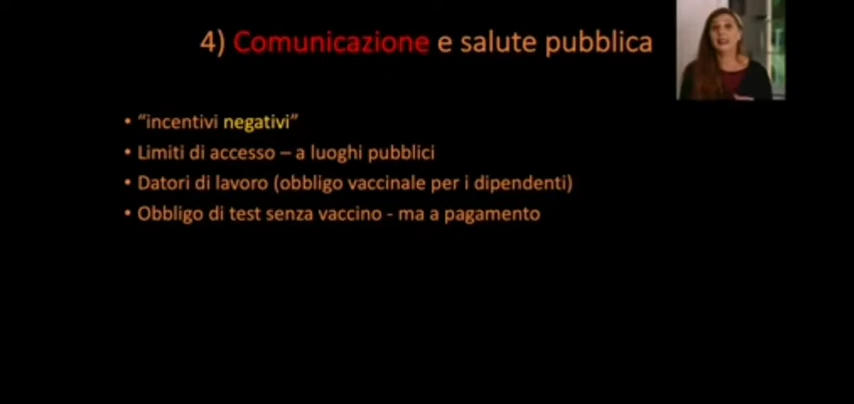 4) Comunicazione e salute pubblica
• “incentivi negativi”
• Limiti di accesso – a luoghi pubblici
• Datori di lavoro (obbligo vaccinale per i dipendenti)
• Obbligo di test senza vaccino - ma a pagamento